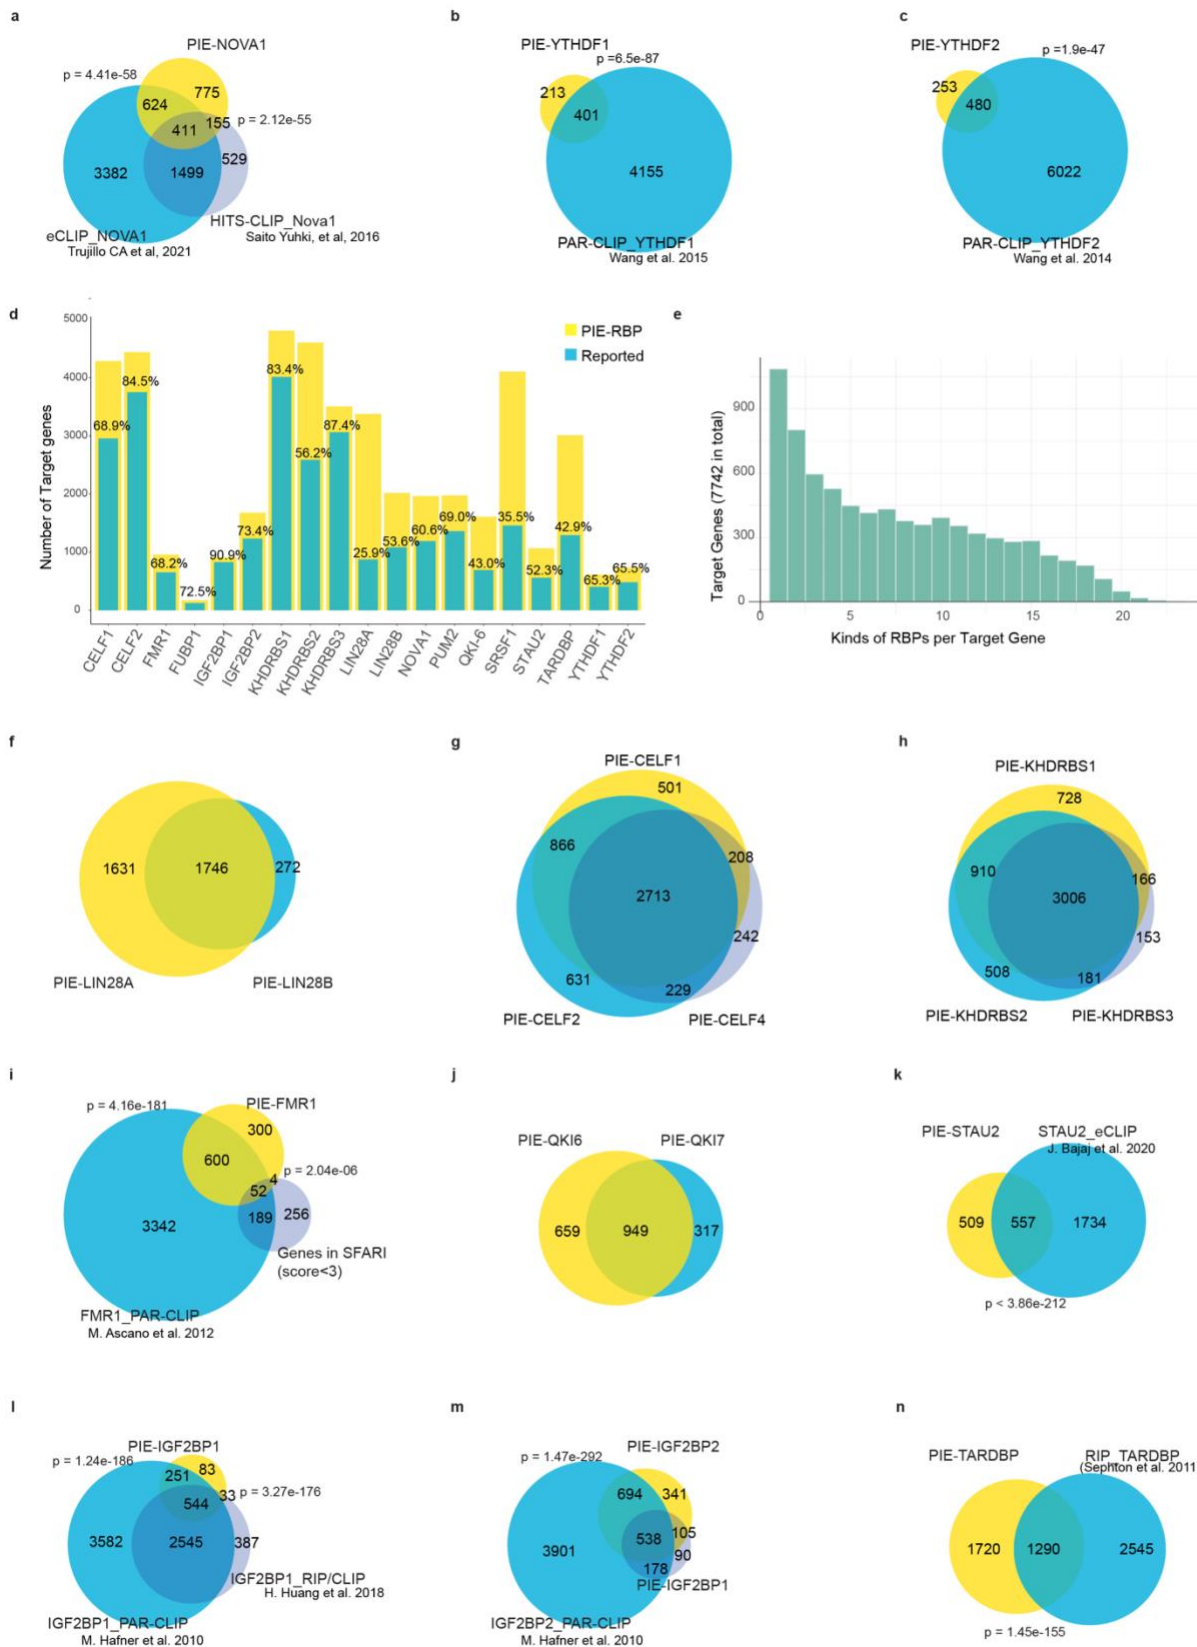 a
PIE-NOVA1
p = 4.41e-58
775
624
155
p = 2.12e-55
411
529
3382
1499
HITS-CLIP_Nova1
Saito Yuhki, et al, 2016
eCLIP_NOVA1
Trujillo CA et al, 2021
b
PIE-YTHDF1
p =6.5e-87
213
401
4155
PAR-CLIP_YTHDF1
Wang et al. 2015
c
PIE-YTHDF2
p =1.9e-47
253
480
6022
PAR-CLIP_YTHDF2
Wang et al. 2014
d
Number of Target genes
5000
4000
3000
2000
1000
0
PIE-RBP
Reported
68.9%
84.5%
68.2%
72.5%
90.9%
73.4%
83.4%
56.2%
87.4%
25.9%
53.6%
60.6%
69.0%
43.0%
35.5%
52.3%
42.9%
65.3%
65.5%
CELF1
CELF2
FMR1
FUBP1
IGF2BP1
IGF2BP2
KHDRBS1
KHDRBS2
KHDRBS3
LIN28A
LIN28B
NOVA1
PUM2
QKI-6
SRSF1
STAU2
TARDBP
YTHDF1
YTHDF2
e
Target Genes (7742 in total)
900
600
300
0
0
5
10
15
20
Kinds of RBPs per Target Gene
f
1631
1746
272
PIE-LIN28A
PIE-LIN28B
g
PIE-CELF1
501
866
208
2713
242
631
229
PIE-CELF2
PIE-CELF4
h
PIE-KHDRBS1
728
910
166
3006
153
508
181
PIE-KHDRBS2
PIE-KHDRBS3
i
p = 4.16e-181
PIE-FMR1
300
600
p = 2.04e-06
4
52
189
256
3342
Genes in SFARI
(score<3)
FMR1_PAR-CLIP
M. Ascano et al. 2012
j
PIE-QKI6
PIE-QKI7
659
949
317
k
PIE-STAU2
STAU2_eCLIP
J. Bajaj et al. 2020
509
557
1734
p < 3.86e-212
l
PIE-IGF2BP1
p = 1.24e-186
83
251
33
p = 3.27e-176
544
3582
2545
387
IGF2BP1_RIP/CLIP
H. Huang et al. 2018
IGF2BP1_PAR-CLIP
M. Hafner et al. 2010
m
PIE-IGF2BP2
p = 1.47e-292
694
341
538
105
3901
90
178
PIE-IGF2BP1
IGF2BP2_PAR-CLIP
M. Hafner et al. 2010
n
PIE-TARDBP
RIP_TARDBP
(Sephton et al. 2011
1720
1290
2545
p = 1.45e-155